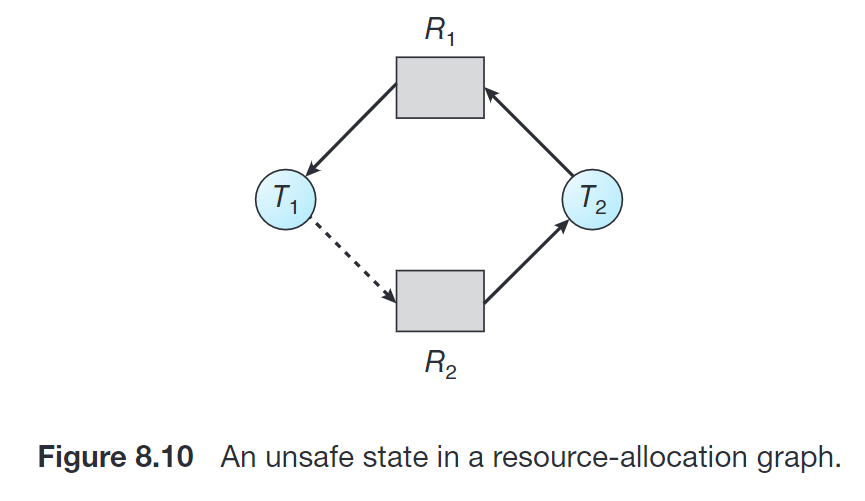 R1
T1
T2
R2
Figure 8.10 An unsafe state in a resource-allocation graph.